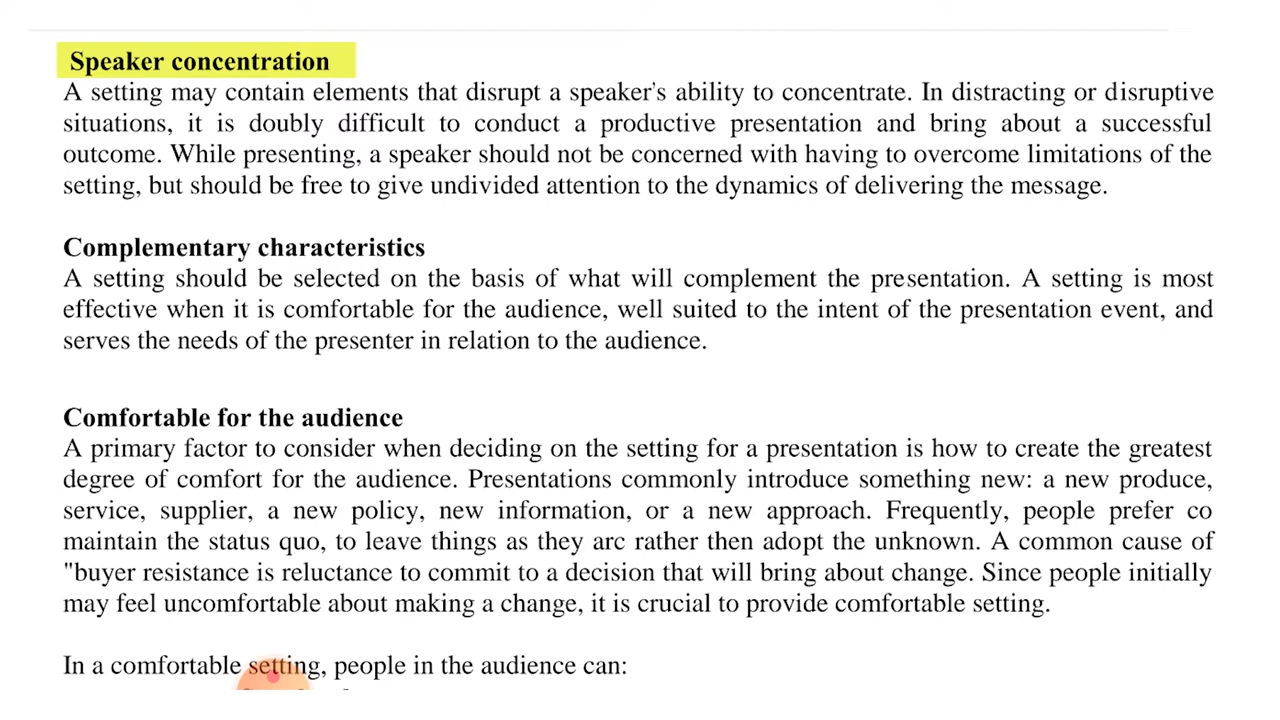 Speaker concentration
A setting may contain elements that disrupt a speaker's ability to concentrate. In distracting or disruptive
situations, it is doubly difficult to conduct a productive presentation and bring about a successful
outcome. While presenting, a speaker should not be concerned with having to overcome limitations of the
setting, but should be free to give undivided attention to the dynamics of delivering the message.
Complementary characteristics
A setting should be selected on the basis of what will complement the presentation. A setting is most
effective when it is comfortable for the audience, well suited to the intent of the presentation event, and
serves the needs of the presenter in relation to the audience.
Comfortable for the audience
A primary factor to consider when deciding on the setting for a presentation is how to create the greatest
degree of comfort for the audience. Presentations commonly introduce something new: a new produce,
service, supplier, a new policy, new information, or a new approach. Frequently, people prefer co
maintain the status quo, to leave things as they arc rather then adopt the unknown. A common cause of
"buyer resistance is reluctance to commit to a decision that will bring about change. Since people initially
may feel uncomfortable about making a change, it is crucial to provide comfortable setting.
In a comfortable setting, people in the audience can: